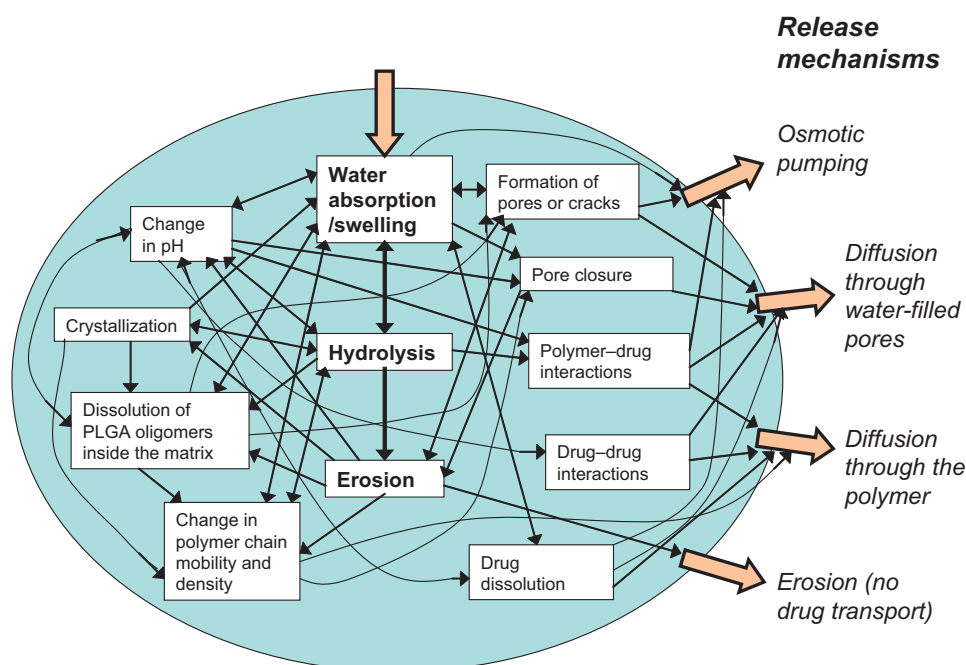 Release
mechanisms
Osmotic
pumping
Water
absorption
/swelling
Formation of
pores or cracks
Change
in pH
Pore closure
Diffusion
through
water-filled
pores
Crystallization
Hydrolysis
Polymer–drug
interactions
Dissolution of
PLGA oligomers
inside the matrix
Drug–drug
interactions
Diffusion
through the
polymer
Erosion
Change in
polymer chain
mobility and
density
Drug
dissolution
Erosion (no
drug transport)